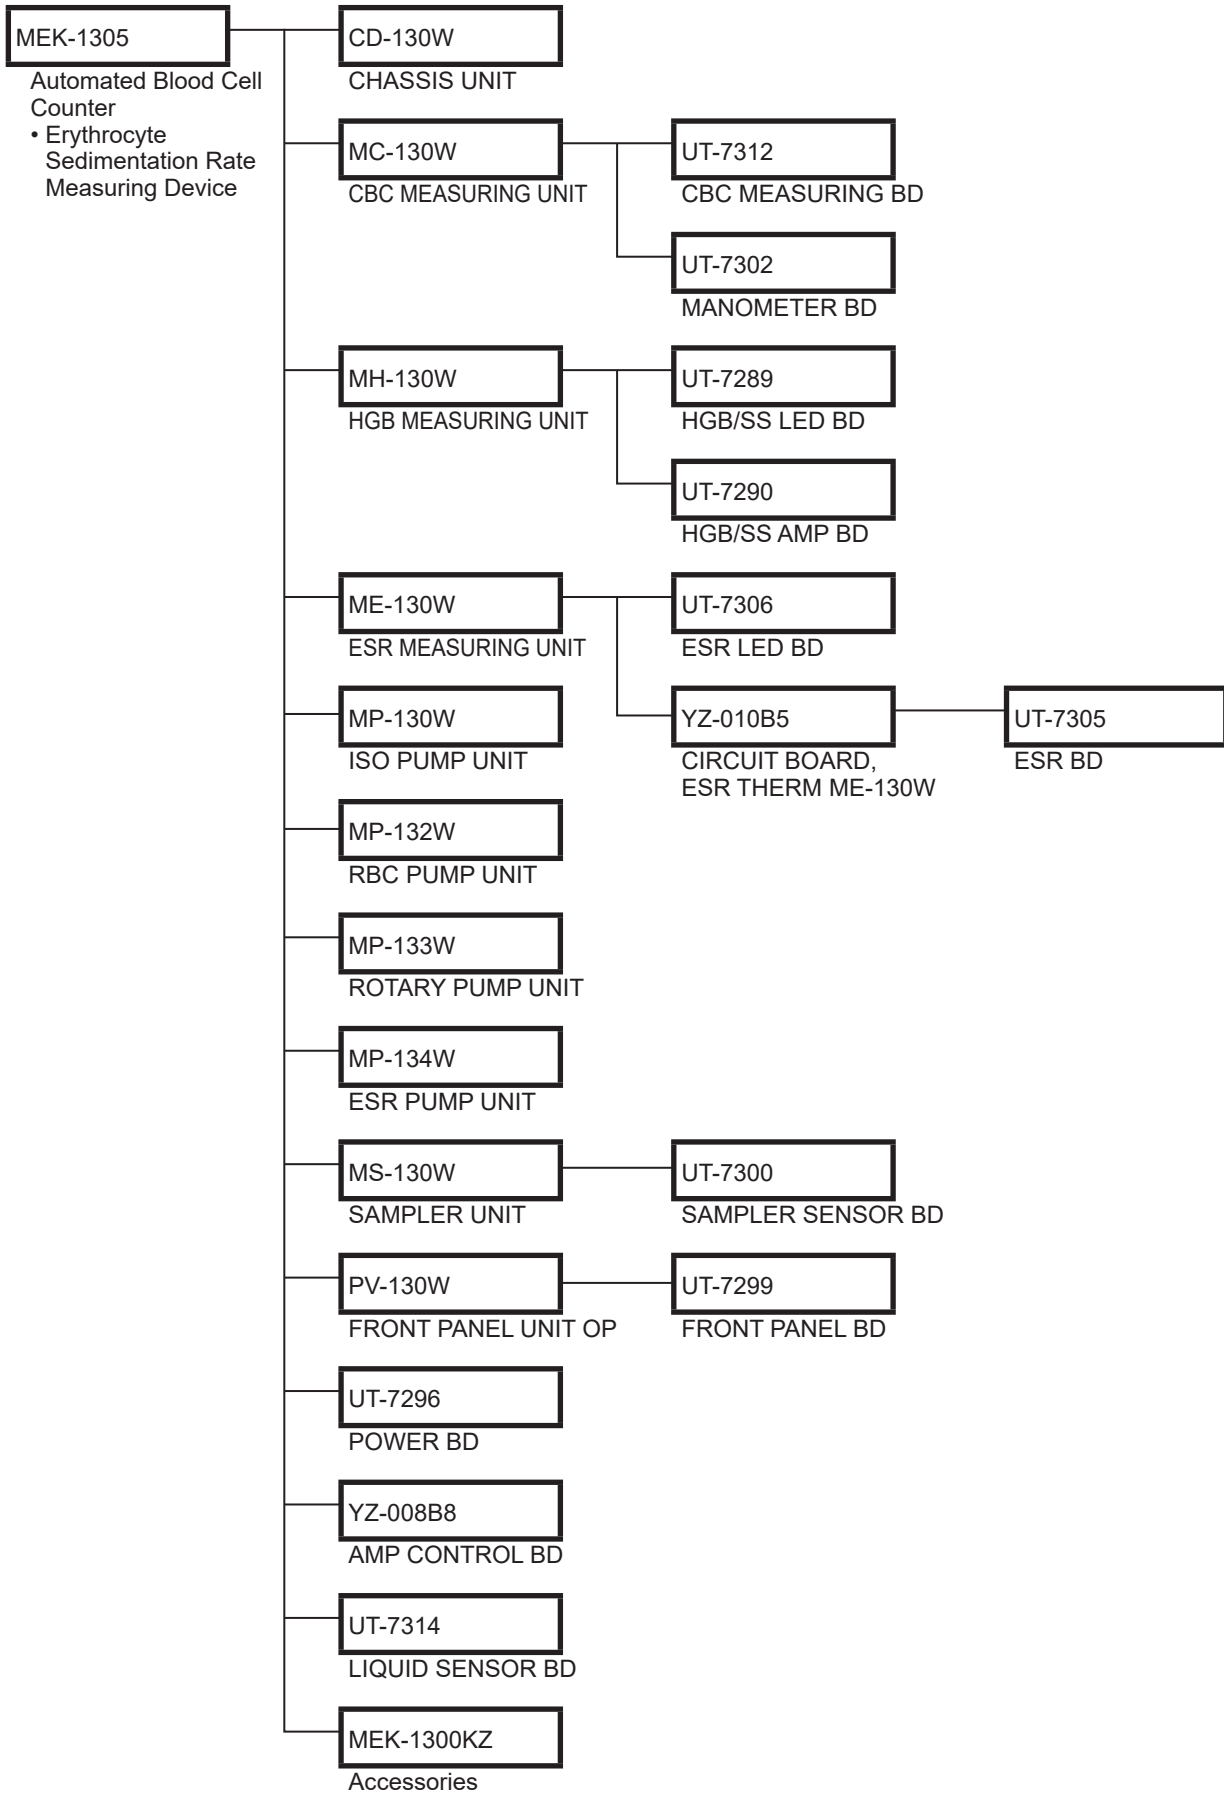 MEK-1305
Automated Blood Cell
Counter
• Erythrocyte
Sedimentation Rate
Measuring Device
CD-130W
CHASSIS UNIT
MC-130W
CBC MEASURING UNIT
UT-7312
CBC MEASURING BD
UT-7302
MANOMETER BD
MH-130W
HGB MEASURING UNIT
UT-7289
HGB/SS LED BD
UT-7290
HGB/SS AMP BD
ME-130W
ESR MEASURING UNIT
UT-7306
ESR LED BD
YZ-010B5
CIRCUIT BOARD,
ESR THERM ME-130W
UT-7305
ESR BD
MP-130W
ISO PUMP UNIT
MP-132W
RBC PUMP UNIT
MP-133W
ROTARY PUMP UNIT
MP-134W
ESR PUMP UNIT
MS-130W
SAMPLER UNIT
UT-7300
SAMPLER SENSOR BD
PV-130W
FRONT PANEL UNIT OP
UT-7299
FRONT PANEL BD
UT-7296
POWER BD
YZ-008B8
AMP CONTROL BD
UT-7314
LIQUID SENSOR BD
MEK-1300KZ
Accessories